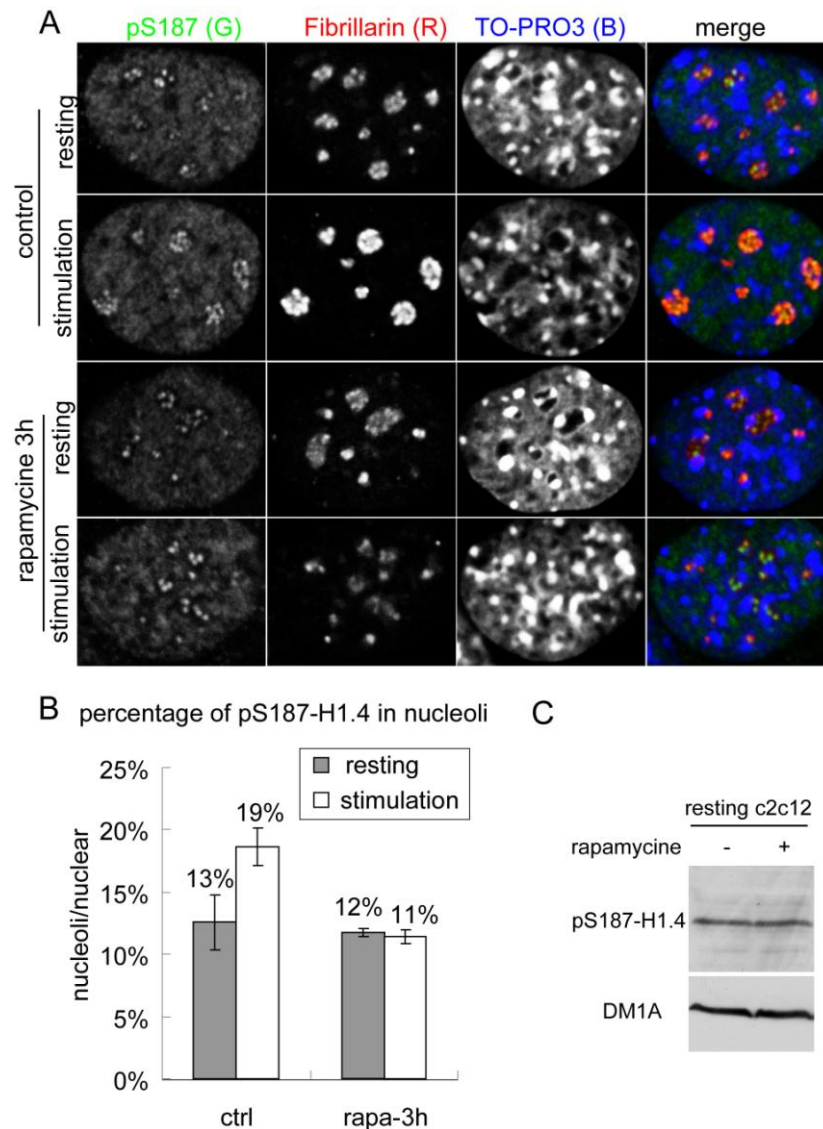 A
pS187 (G) Fibrillarin (R) TO-PRO3 (B) merge
control
resting
stimulation
rapamycine 3h
resting
stimulation
B percentage of pS187-H1.4 in nucleoli
nucleoli/nuclear
25%
20%
15%
10%
5%
0%
resting
stimulation
13%
19%
12%
11%
ctrl rapa-3h
C
resting c2c12
rapamycine - +
pS187-H1.4
DM1A